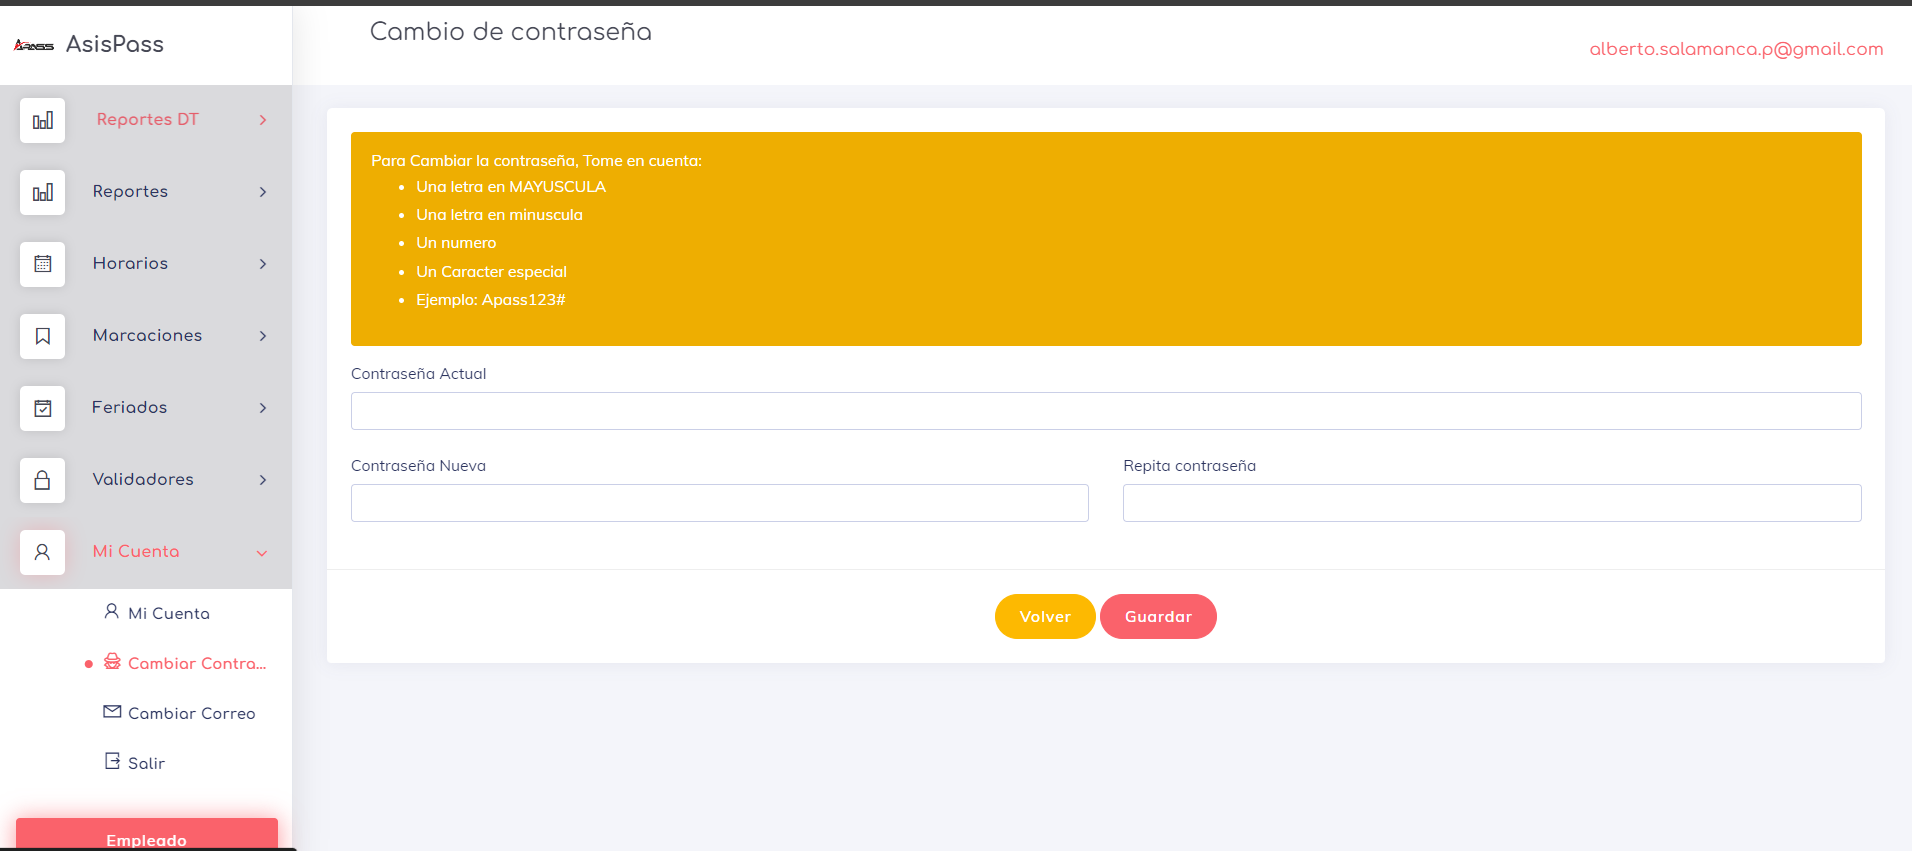 APASS AsisPass
Cambio de contraseña
alberto.salamanca.p@gmail.com
Reportes DT
Reportes
Horarios
Marcaciones
Feriados
Validadores
Mi Cuenta
Mi Cuenta
Cambiar Contra...
Cambiar Correo
Salir
Empleado
Para Cambiar la contraseña, Tome en cuenta:
Una letra en MAYUSCULA
Una letra en minuscula
Un numero
Un Caracter especial
Ejemplo: Apass123#
Contraseña Actual
Contraseña Nueva
Repita contraseña
Volver
Guardar